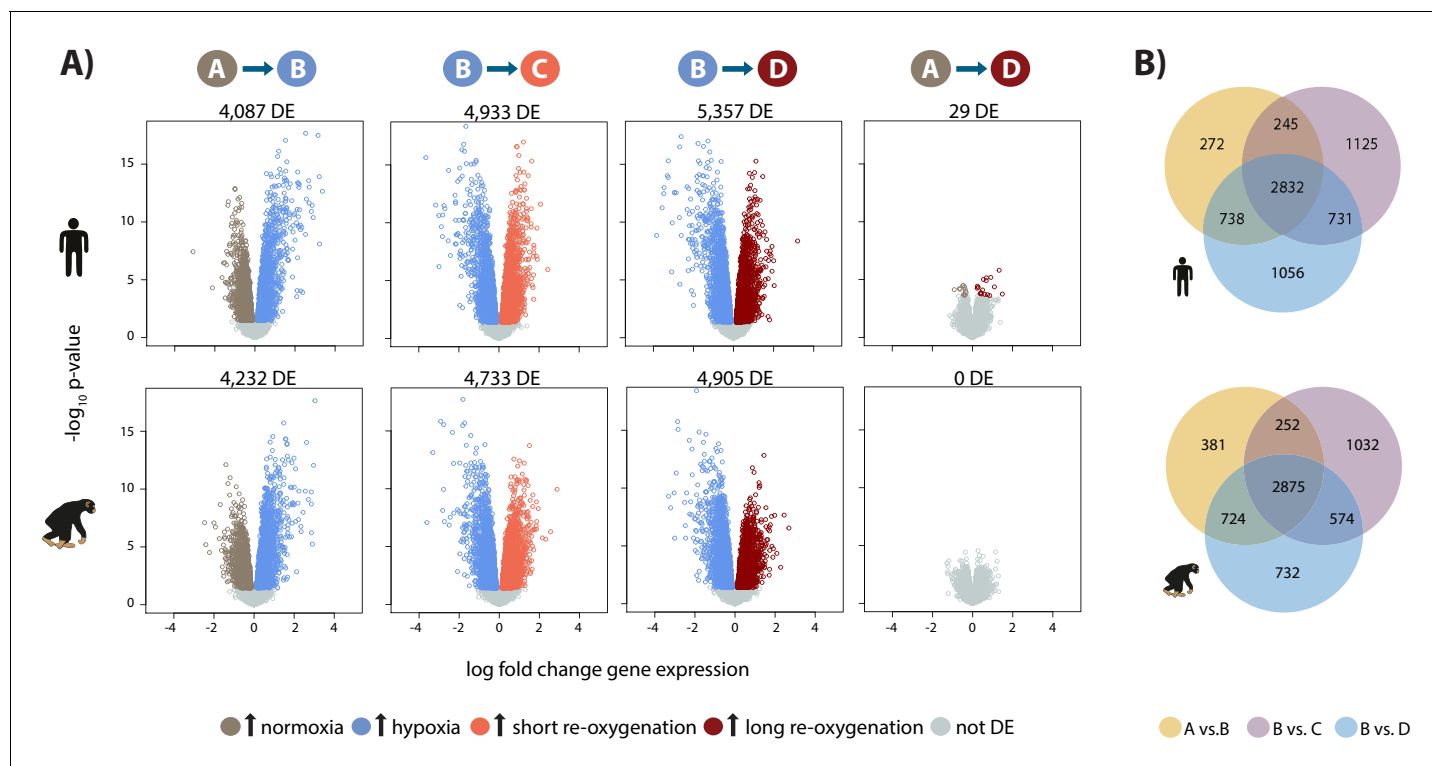 A)
A B
B C
B D
A D
B)
4,087 DE
4,933 DE
5,357 DE
29 DE
15
10
5
0
245
272
1125
2832
738
731
1056
-log10 p-value
4,232 DE
4,733 DE
4,905 DE
0 DE
15
10
5
0
-4 -2 0 2 4
-4 -2 0 2 4
-4 -2 0 2 4
-4 -2 0 2 4
252
381
1032
2875
724
574
732
log fold change gene expression
normoxia hypoxia short re-oxygenation long re-oxygenation not DE
A vs.B B vs. C B vs. D